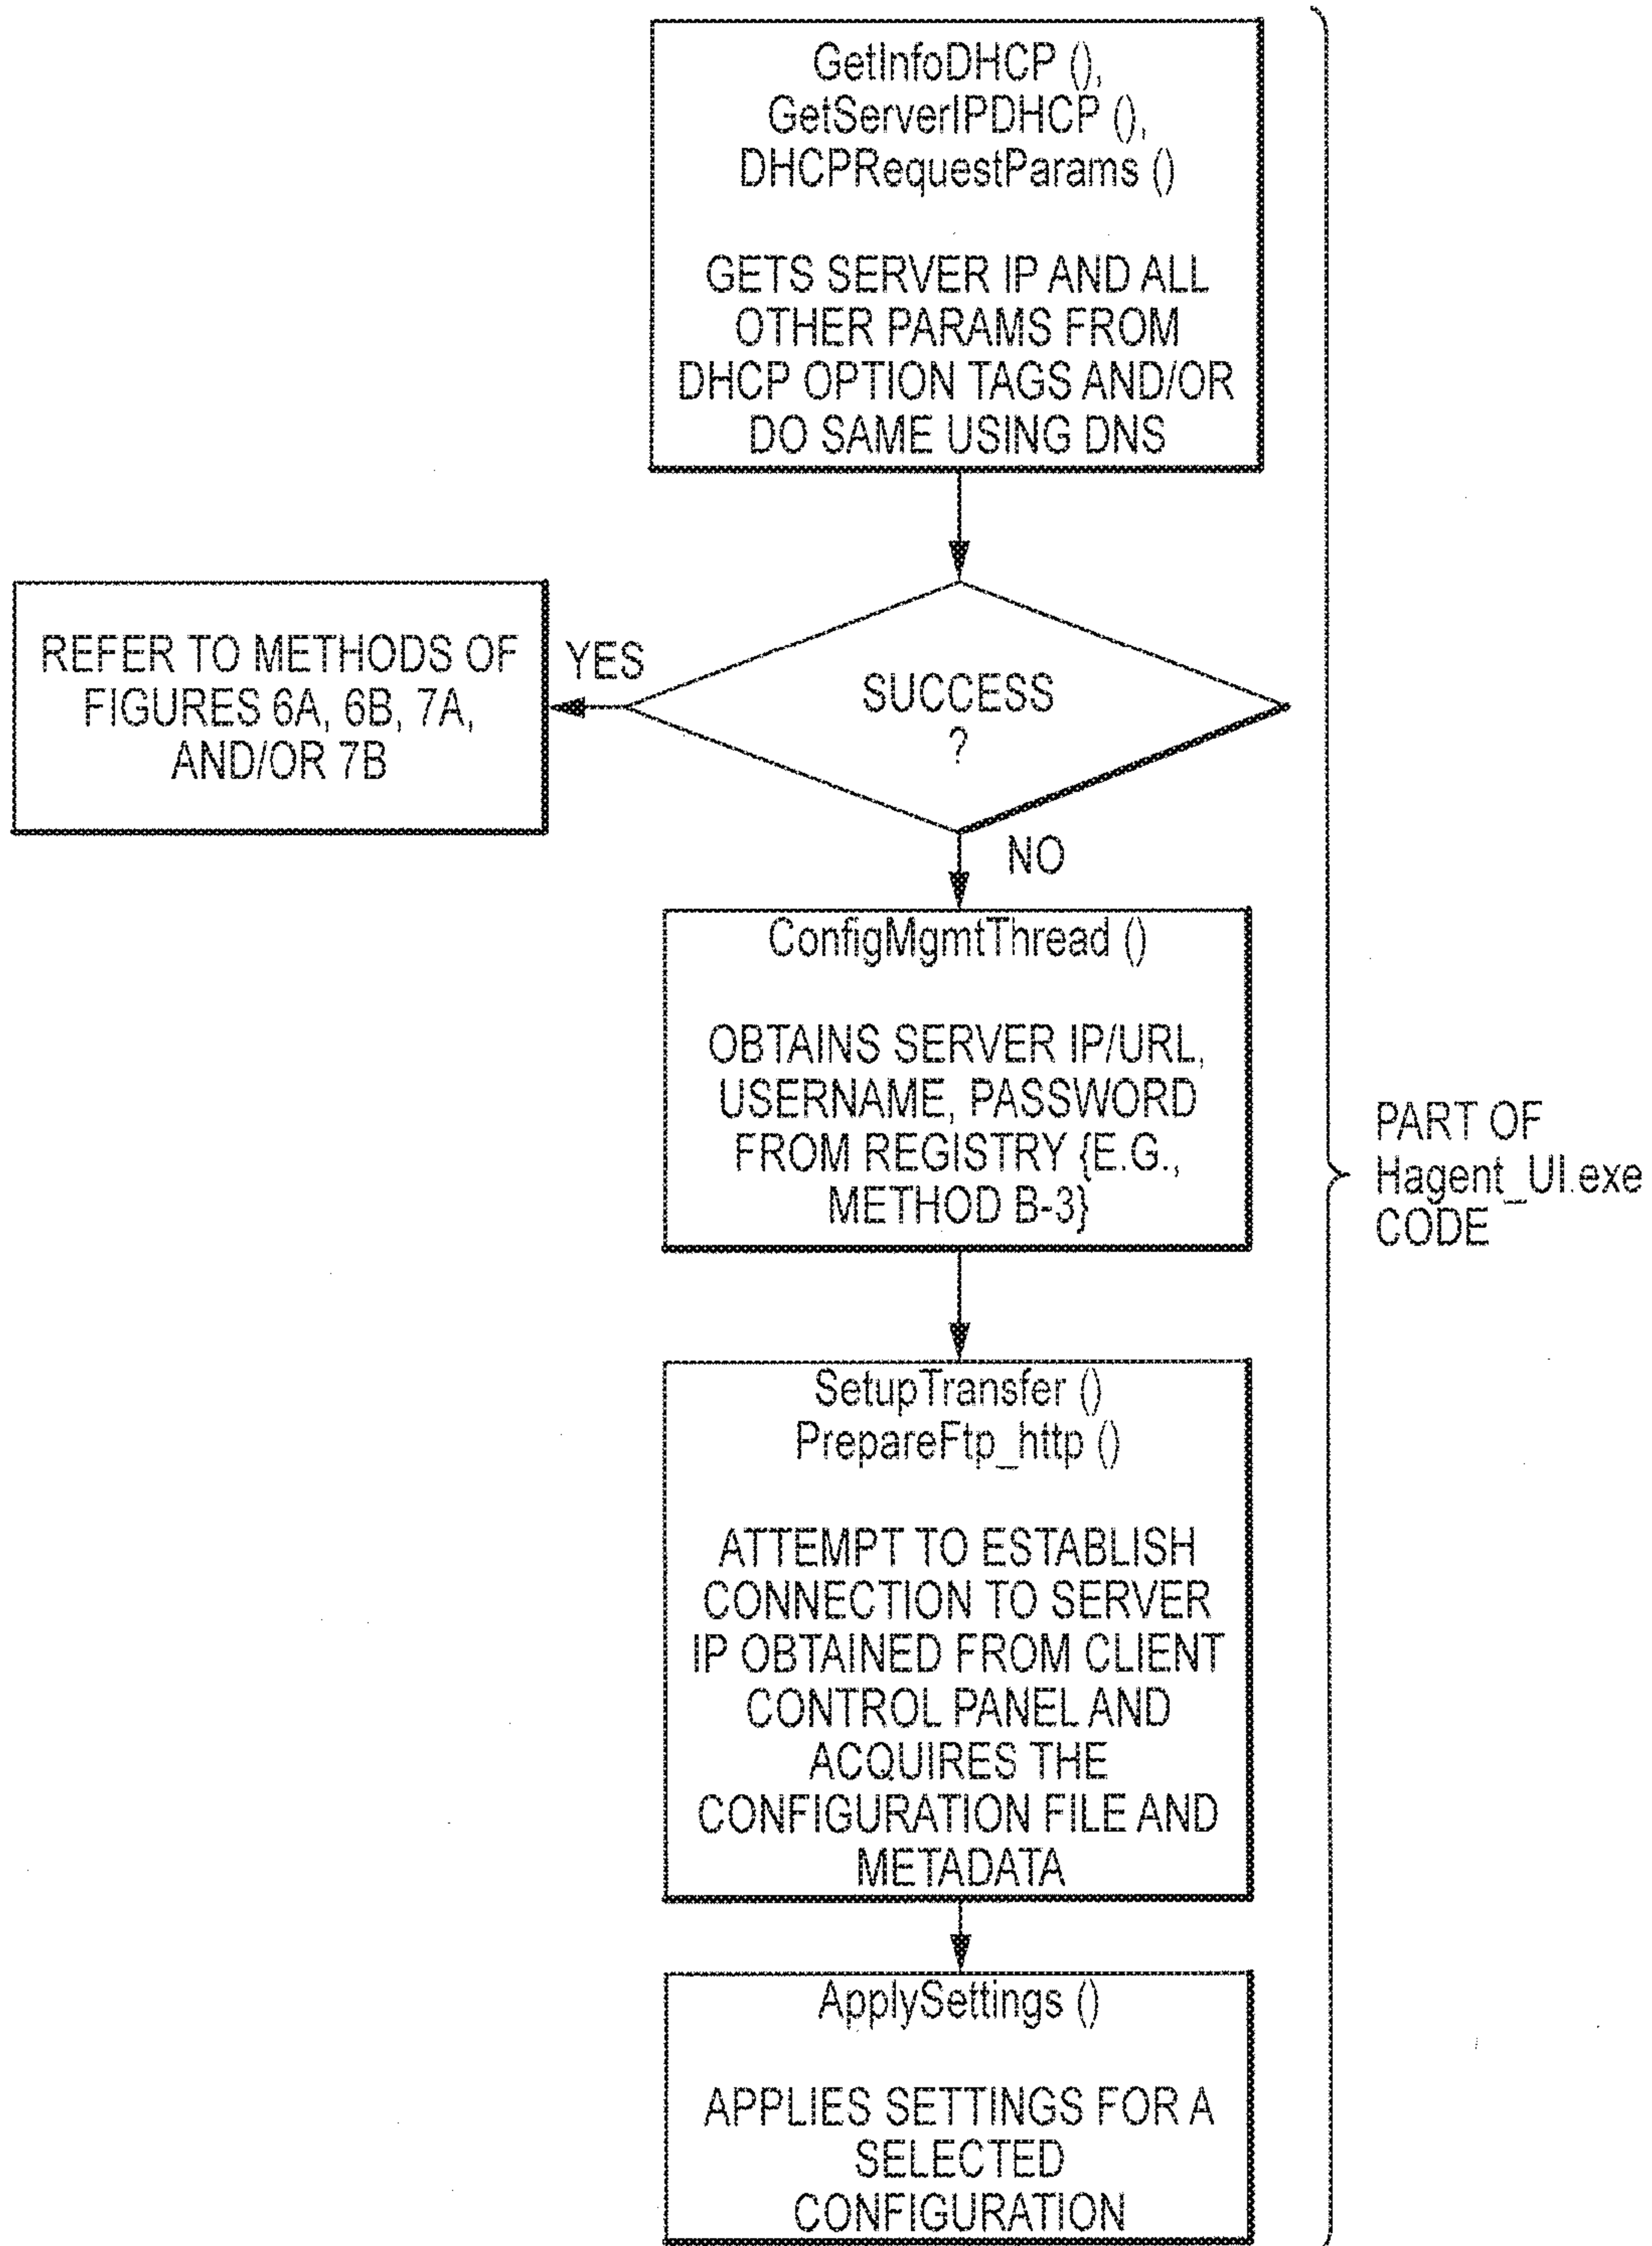 GetInfoDHCP (),
GetServerIPDHCP (),
DHCPRequestParams ()
GETS SERVER IP AND ALL
OTHER PARAMS FROM
DHCP OPTION TAGS AND/OR
DO SAME USING DNS
REFER TO METHODS OF
FIGURES 6A, 6B, 7A,
AND/OR 7B
YES
SUCCESS
?
NO
ConfigMgmtThread ()
OBTAINS SERVER IP/URL,
USERNAME, PASSWORD
FROM REGISTRY {E.G.,
METHOD B-3}
PART OF
Hagent_UI.exe
CODE
SetupTransfer ()
PrepareFtp_http ()
ATTEMPT TO ESTABLISH
CONNECTION TO SERVER
IP OBTAINED FROM CLIENT
CONTROL PANEL AND
ACQUIRES THE
CONFIGURATION FILE AND
METADATA
ApplySettings ()
APPLIES SETTINGS FOR A
SELECTED
CONFIGURATION